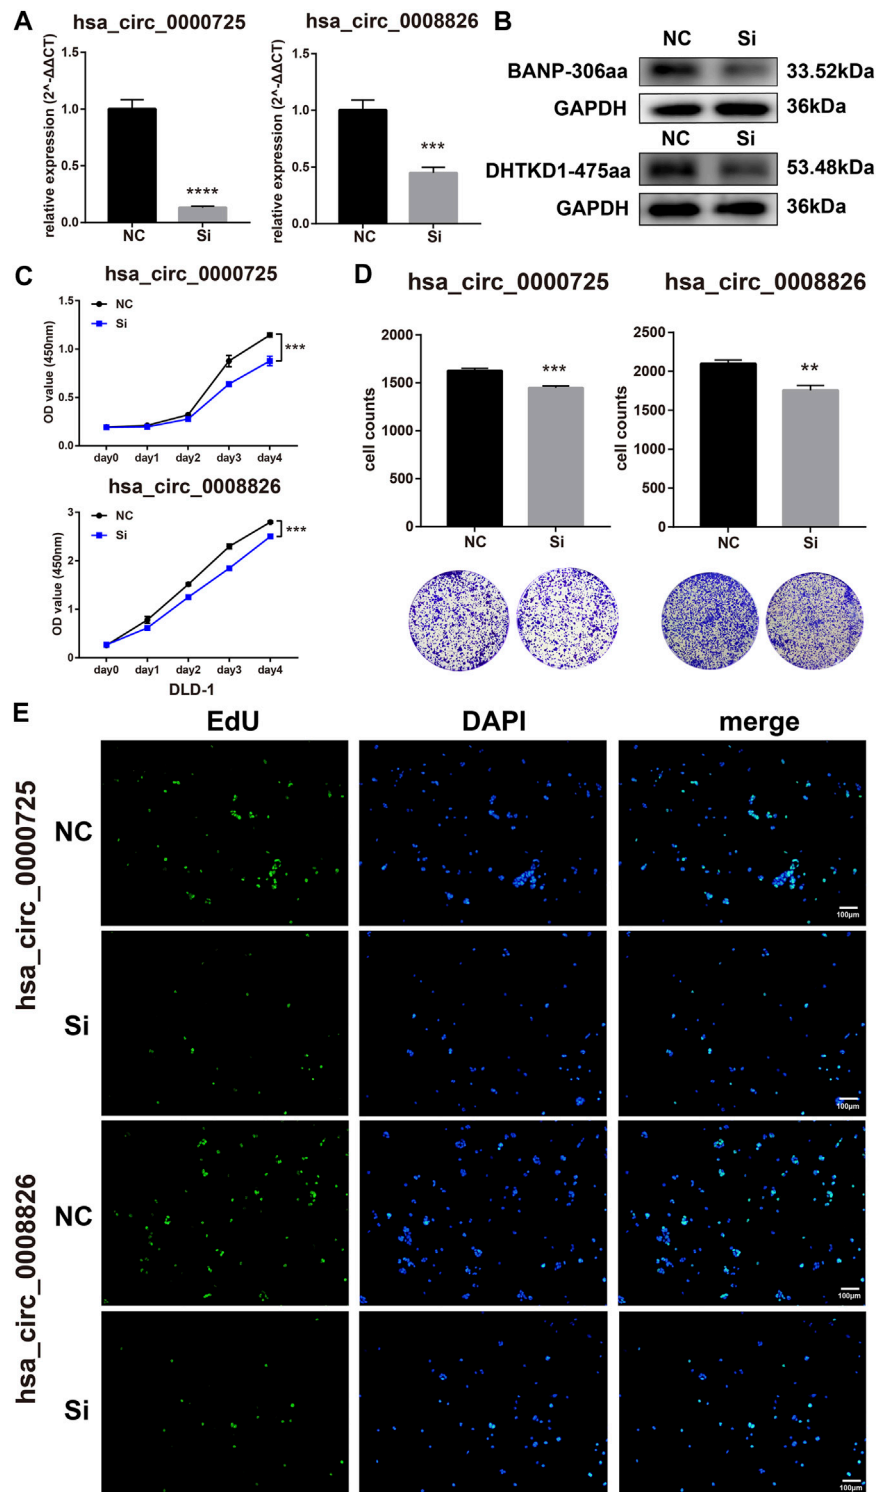 A
hsa_circ_0000725
relative expression (2^-ΔΔCT)
1.5
1.0
0.5
0.0
****
NC
Si
hsa_circ_0008826
relative expression (2^-ΔΔCT)
1.5
1.0
0.5
0.0
***
NC
Si
B
NC Si
BANP-306aa 33.52kDa
GAPDH 36kDa
NC Si
DHTKD1-475aa 53.48kDa
GAPDH 36kDa
C
hsa_circ_0000725
OD value (450nm)
1.5
1.0
0.5
0.0
NC
Si
***
day0 day1 day2 day3 day4
hsa_circ_0008826
OD value (450nm)
3
2
1
0
NC
Si
***
day0 day1 day2 day3 day4
DLD-1
D
hsa_circ_0000725
cell counts
2000
1500
1000
500
0
***
NC
Si
hsa_circ_0008826
cell counts
2500
2000
1500
1000
500
0
**
NC
Si
E
EdU DAPI merge
hsa_circ_0000725
NC
100μm
Si
100μm
hsa_circ_0008826
NC
100μm
Si
100μm